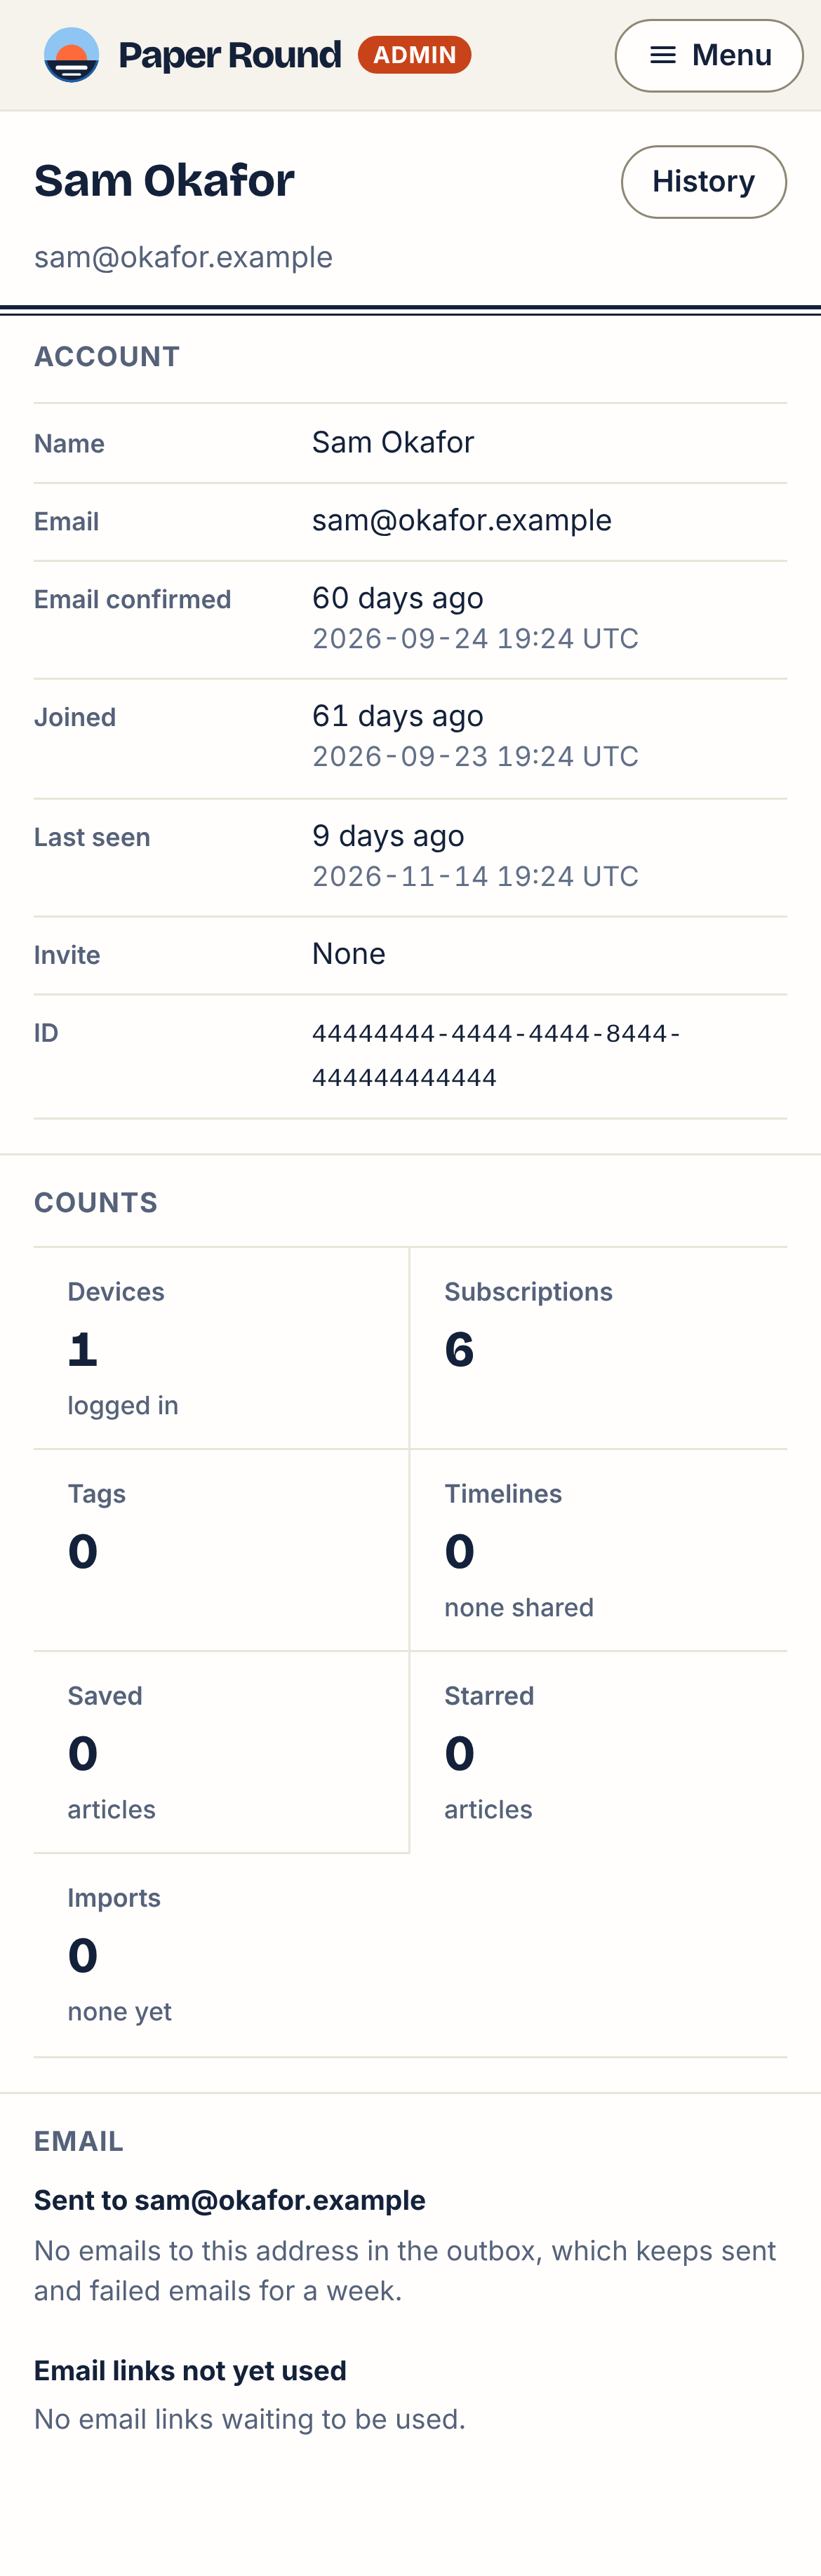 Paper Round ADMIN Menu
Sam Okafor History
sam@okafor.example
ACCOUNT
Name Sam Okafor
Email sam@okafor.example
Email confirmed 60 days ago
2026-09-24 19:24 UTC
Joined 61 days ago
2026-09-23 19:24 UTC
Last seen 9 days ago
2026-11-14 19:24 UTC
Invite None
ID 44444444-4444-4444-8444-
444444444444
COUNTS
Devices Subscriptions
1 6
logged in
Tags Timelines
0 0
none shared
Saved Starred
0 0
articles articles
Imports
0
none yet
EMAIL
Sent to sam@okafor.example
No emails to this address in the outbox, which keeps sent
and failed emails for a week.
Email links not yet used
No email links waiting to be used.